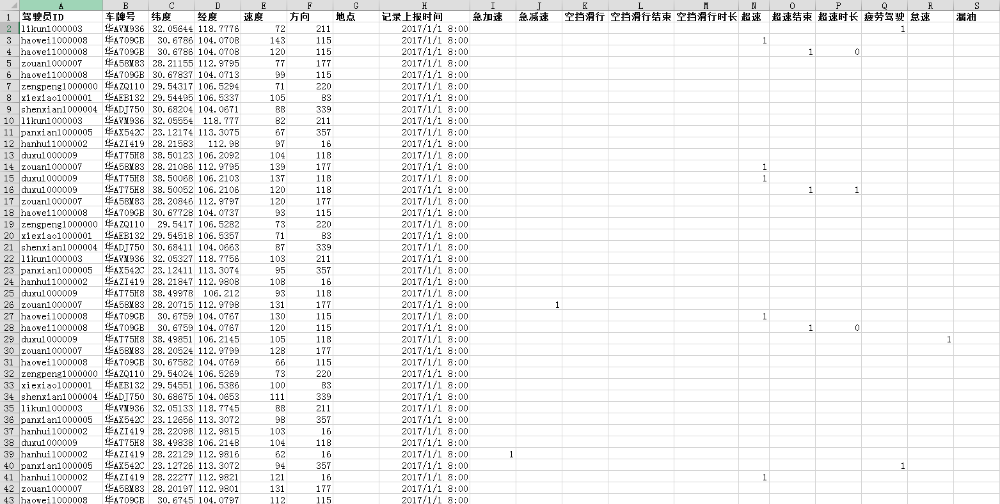 A B C D E F G H I J K L M N O P Q R S
1 驾驶员ID 车牌号 纬度 经度 速度 方向 地点 记录上报时间 急加速 急减速 空挡滑行 空挡滑行结束 空挡滑行时长 超速 超速结束 超速时长 疲劳驾驶 怠速 漏油
2 likun1000003 华AVM936 32.05644 118.7776 72 211 2017/1/1 8:00 1
3 haowei1000008 华A709GB 30.6786 104.0708 143 115 2017/1/1 8:00 1
4 haowei1000008 华A709GB 30.6786 104.0708 120 115 2017/1/1 8:00 1 0
5 zouan1000007 华A58M83 28.21155 112.9795 77 177 2017/1/1 8:00
6 haowei1000008 华A709GB 30.67837 104.0713 99 115 2017/1/1 8:00
7 zengpeng1000000 华AZQ110 29.54317 106.5294 71 220 2017/1/1 8:00
8 xiexiao1000001 华AEB132 29.54495 106.5337 105 83 2017/1/1 8:00
9 shenxian1000004 华ADJ750 30.68204 104.0671 88 339 2017/1/1 8:00
10 likun1000003 华AVM936 32.05554 118.777 82 211 2017/1/1 8:00
11 panxian1000005 华AX542C 23.12174 113.3075 67 357 2017/1/1 8:00
12 hanhui1000002 华AZI419 28.21583 112.98 97 16 2017/1/1 8:00
13 duxu1000009 华AT75H8 38.50123 106.2092 104 118 2017/1/1 8:00
14 zouan1000007 华A58M83 28.21086 112.9795 139 177 2017/1/1 8:00 1
15 duxu1000009 华AT75H8 38.50068 106.2103 137 118 2017/1/1 8:00 1
16 duxu1000009 华AT75H8 38.50052 106.2106 120 118 2017/1/1 8:00 1 1
17 zouan1000007 华A58M83 28.20846 112.9797 120 177 2017/1/1 8:00
18 haowei1000008 华A709GB 30.67728 104.0737 93 115 2017/1/1 8:00
19 zengpeng1000000 华AZQ110 29.5417 106.5282 73 220 2017/1/1 8:00
20 xiexiao1000001 华AEB132 29.54518 106.5357 71 83 2017/1/1 8:00
21 shenxian1000004 华ADJ750 30.68411 104.0663 87 339 2017/1/1 8:00
22 likun1000003 华AVM936 32.05327 118.7756 103 211 2017/1/1 8:00
23 panxian1000005 华AX542C 23.12411 113.3074 95 357 2017/1/1 8:00
24 hanhui1000002 华AZI419 28.21847 112.9808 108 16 2017/1/1 8:00
25 duxu1000009 华AT75H8 38.49978 106.212 93 118 2017/1/1 8:00
26 zouan1000007 华A58M83 28.20715 112.9798 131 177 2017/1/1 8:00 1
27 haowei1000008 华A709GB 30.6759 104.0767 130 115 2017/1/1 8:00 1
28 haowei1000008 华A709GB 30.6759 104.0767 120 115 2017/1/1 8:00 1 0
29 duxu1000009 华AT75H8 38.49851 106.2145 105 118 2017/1/1 8:00 1
30 zouan1000007 华A58M83 28.20524 112.9799 128 177 2017/1/1 8:00
31 haowei1000008 华A709GB 30.67582 104.0769 66 115 2017/1/1 8:00
32 zengpeng1000000 华AZQ110 29.54024 106.5269 73 220 2017/1/1 8:00
33 xiexiao1000001 华AEB132 29.54551 106.5386 100 83 2017/1/1 8:00
34 shenxian1000004 华ADJ750 30.68675 104.0653 111 339 2017/1/1 8:00
35 likun1000003 华AVM936 32.05133 118.7745 88 211 2017/1/1 8:00
36 panxian1000005 华AX542C 23.12656 113.3072 98 357 2017/1/1 8:00
37 hanhui1000002 华AZI419 28.22098 112.9815 103 16 2017/1/1 8:00
38 duxu1000009 华AT75H8 38.49838 106.2148 104 118 2017/1/1 8:00
39 hanhui1000002 华AZI419 28.22129 112.9816 62 16 2017/1/1 8:00 1
40 panxian1000005 华AX542C 23.12726 113.3072 94 357 2017/1/1 8:00 1
41 hanhui1000002 华AZI419 28.22277 112.9821 121 16 2017/1/1 8:00 1
42 zouan1000007 华A58M83 28.20197 112.9801 131 177 2017/1/1 8:00
43 haowei1000008 华A709GB 30.6745 104.0797 112 115 2017/1/1 8:00